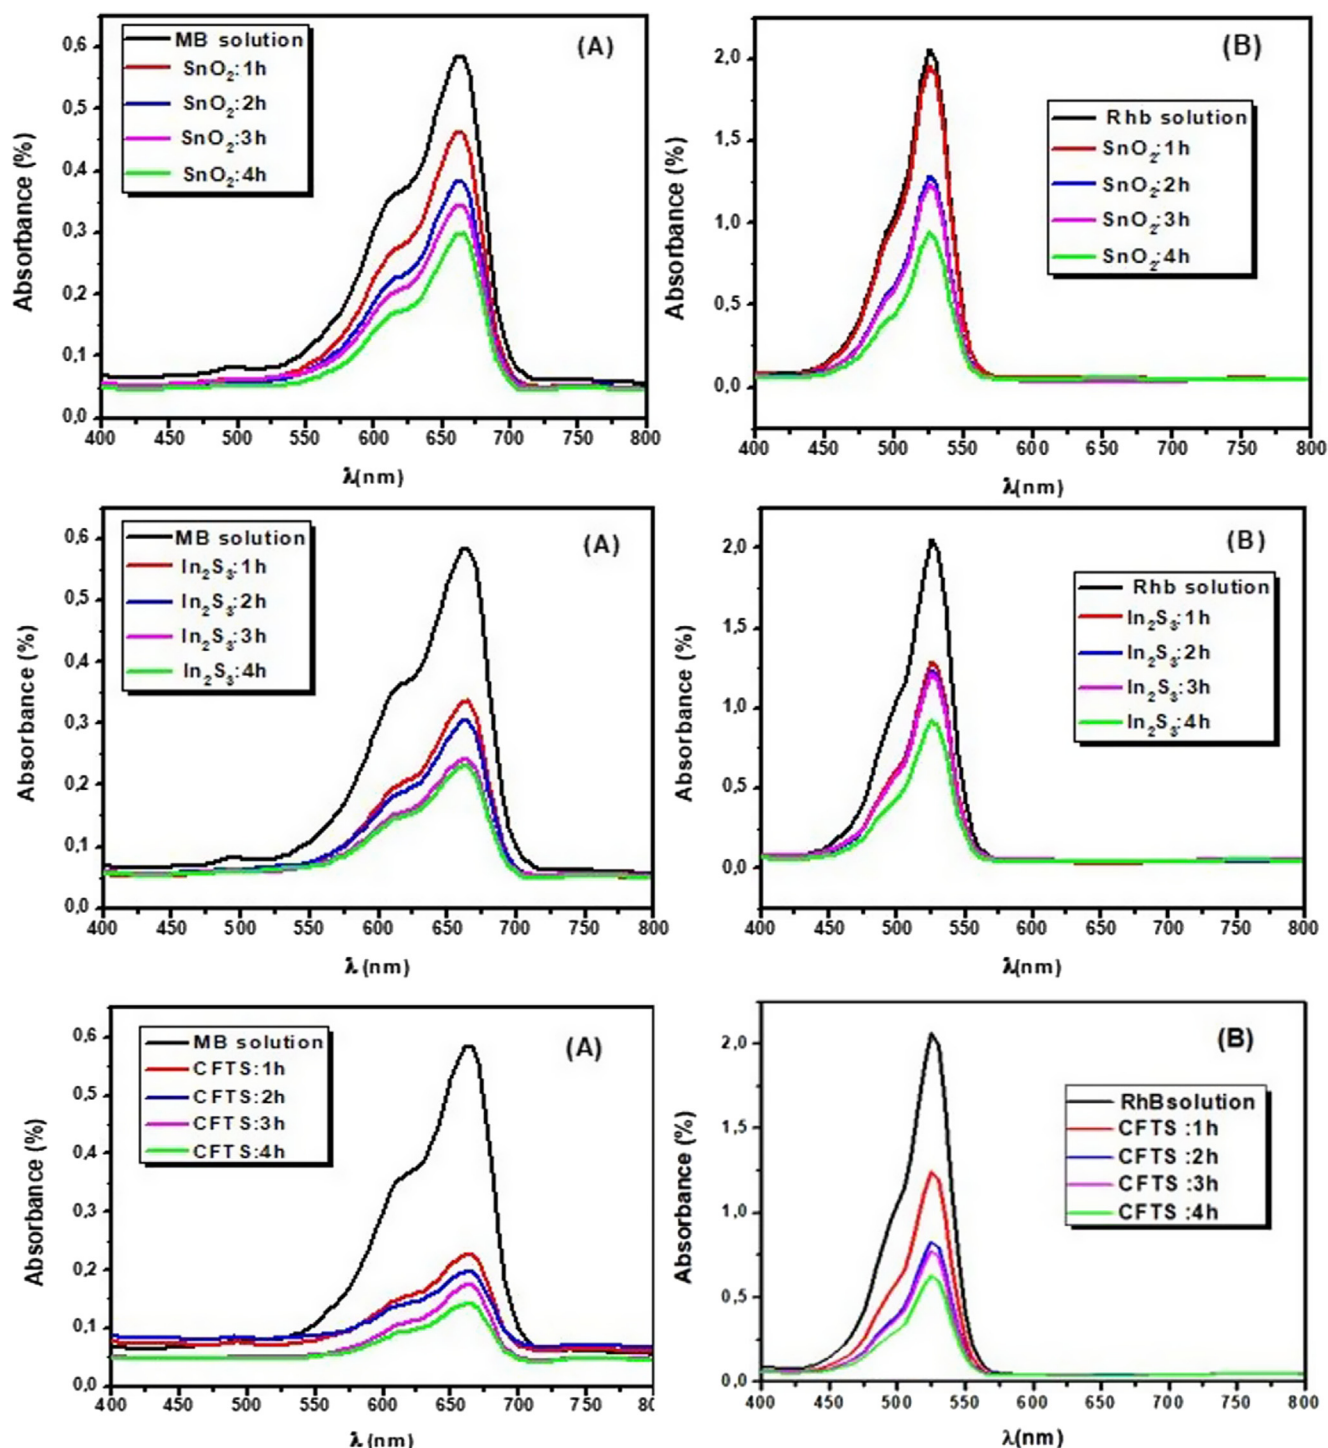 (A)
MB solution
SnO2:1h
SnO2:2h
SnO2:3h
SnO2:4h
Absorbance (%)
0,6
0,5
0,4
0,3
0,2
0,1
0,0
400 450 500 550 600 650 700 750 800
λ(nm)
(B)
Rhb solution
SnO2:1h
SnO2:2h
SnO2:3h
SnO2:4h
Absorbance (%)
2,0
1,5
1,0
0,5
0,0
400 450 500 550 600 650 700 750 800
λ(nm)
(A)
MB solution
In2S3:1h
In2S3:2h
In2S3:3h
In2S3:4h
Absorbance (%)
0,6
0,5
0,4
0,3
0,2
0,1
0,0
400 450 500 550 600 650 700 750 800
λ (nm)
(B)
Rhb solution
In2S3:1h
In2S3:2h
In2S3:3h
In2S3:4h
Absorbance (%)
2,0
1,5
1,0
0,5
0,0
400 450 500 550 600 650 700 750 800
λ(nm)
(A)
MB solution
CFTS:1h
CFTS:2h
CFTS:3h
CFTS:4h
Absorbance (%)
0,6
0,5
0,4
0,3
0,2
0,1
0,0
400 450 500 550 600 650 700 750 80
λ (nm)
(B)
RhBsolution
CFTS :1h
CFTS :2h
CFTS :3h
CFTS :4h
Absorbance (%)
2,0
1,5
1,0
0,5
0,0
400 450 500 550 600 650 700 750 800
λ(nm)